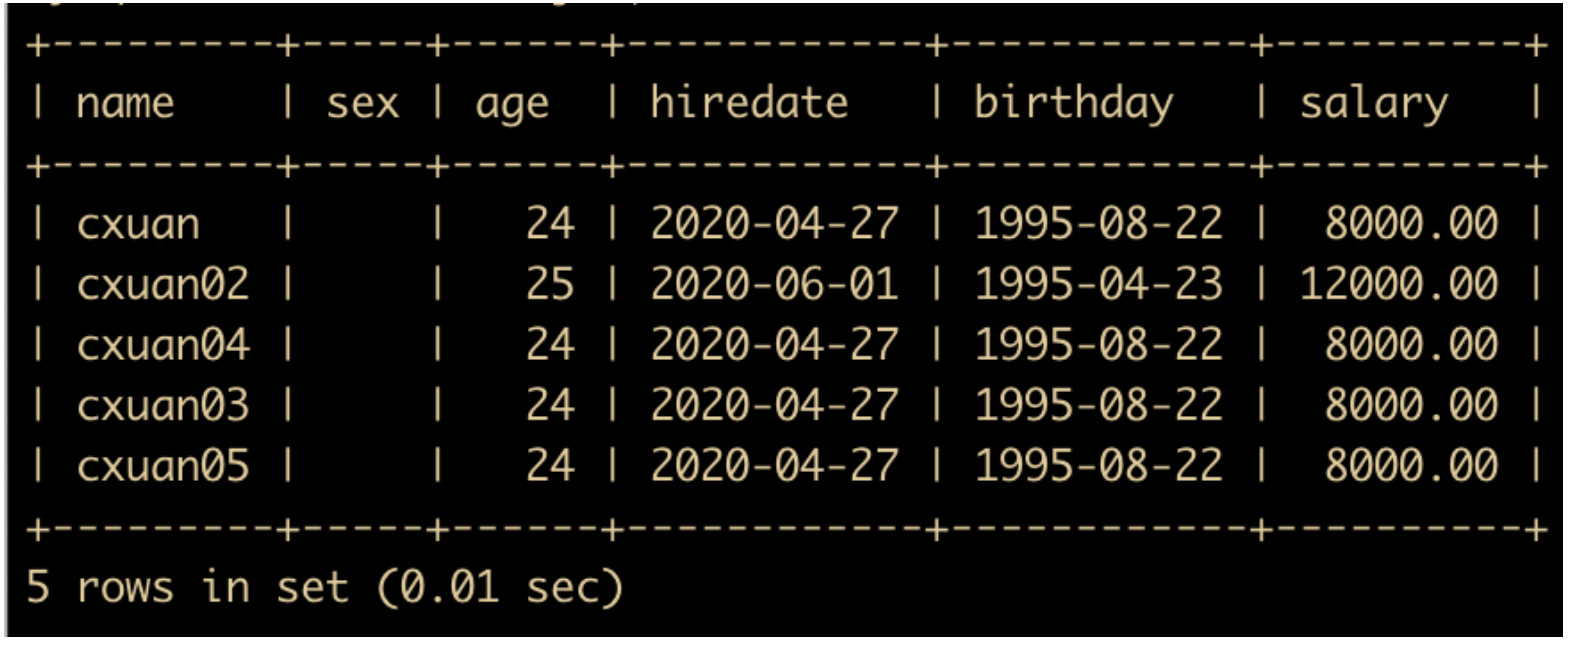 +---------+-----+------+------------+------------+----------+
| name    | sex | age  | hiredate   | birthday   | salary   |
+---------+-----+------+------------+------------+----------+
| cxuan   |     |   24 | 2020-04-27 | 1995-08-22 |  8000.00 |
| cxuan02 |     |   25 | 2020-06-01 | 1995-04-23 | 12000.00 |
| cxuan04 |     |   24 | 2020-04-27 | 1995-08-22 |  8000.00 |
| cxuan03 |     |   24 | 2020-04-27 | 1995-08-22 |  8000.00 |
| cxuan05 |     |   24 | 2020-04-27 | 1995-08-22 |  8000.00 |
+---------+-----+------+------------+------------+----------+
5 rows in set (0.01 sec)